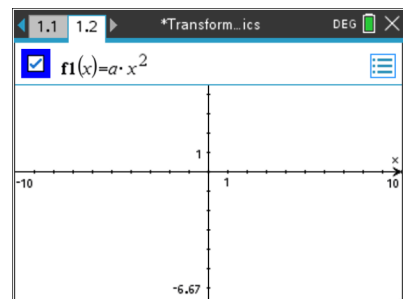 1.1 1.2 *Transform...ics DEG
f1(x)=a·x²
1
x
-10 1 10
-6.67